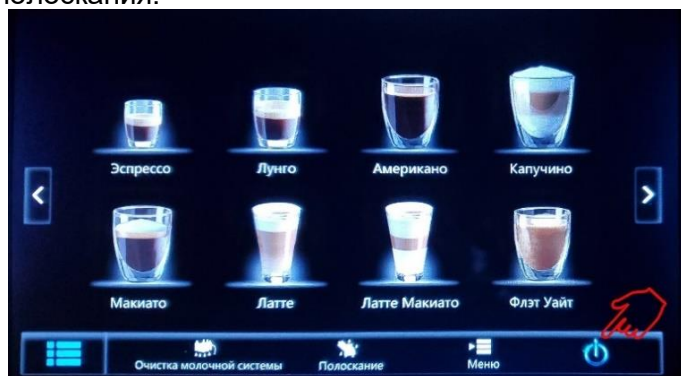 полоскания.
Эспрессо
Лунго
Американо
Капучино
Макиато
Латте
Латте Макиато
Флэт Уайт
Очистка молочной системы
Полоскание
Меню